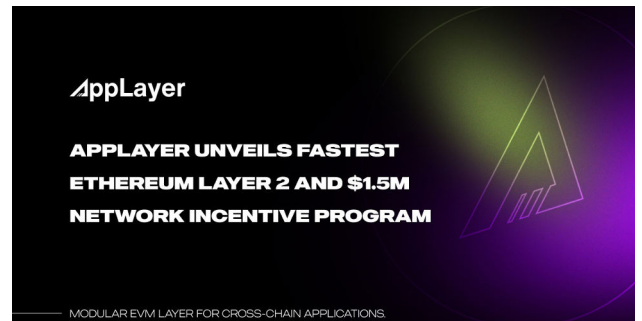 AppLayer
APPLAYER UNVEILS FASTEST
ETHEREUM LAYER 2 AND $1.5M
NETWORK INCENTIVE PROGRAM
MODULAR EVM LAYER FOR CROSS-CHAIN APPLICATIONS.